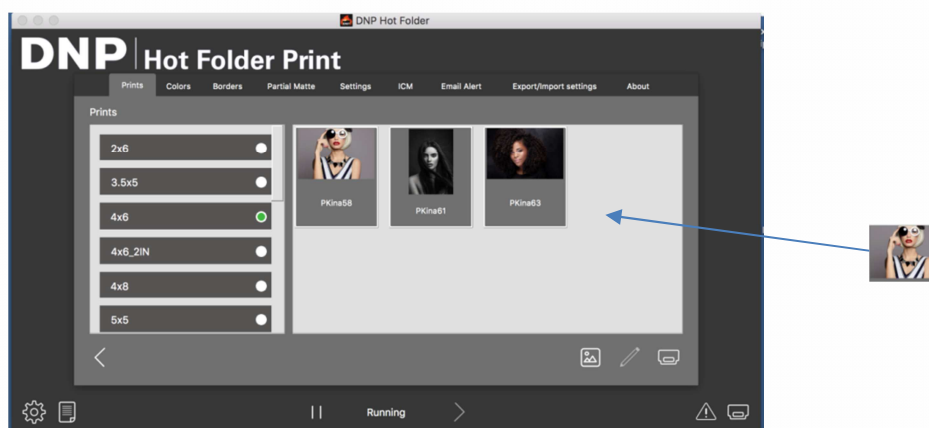 DNP Hot Folder
DNP Hot Folder Print
Prints Colors Borders Partial Matte Settings ICM Email Alert Export/Import settings About
Prints
2x6
3.5x5
4x6
4x6_2IN
4x8
5x5
PKina58
PKina61
PKina63
Running